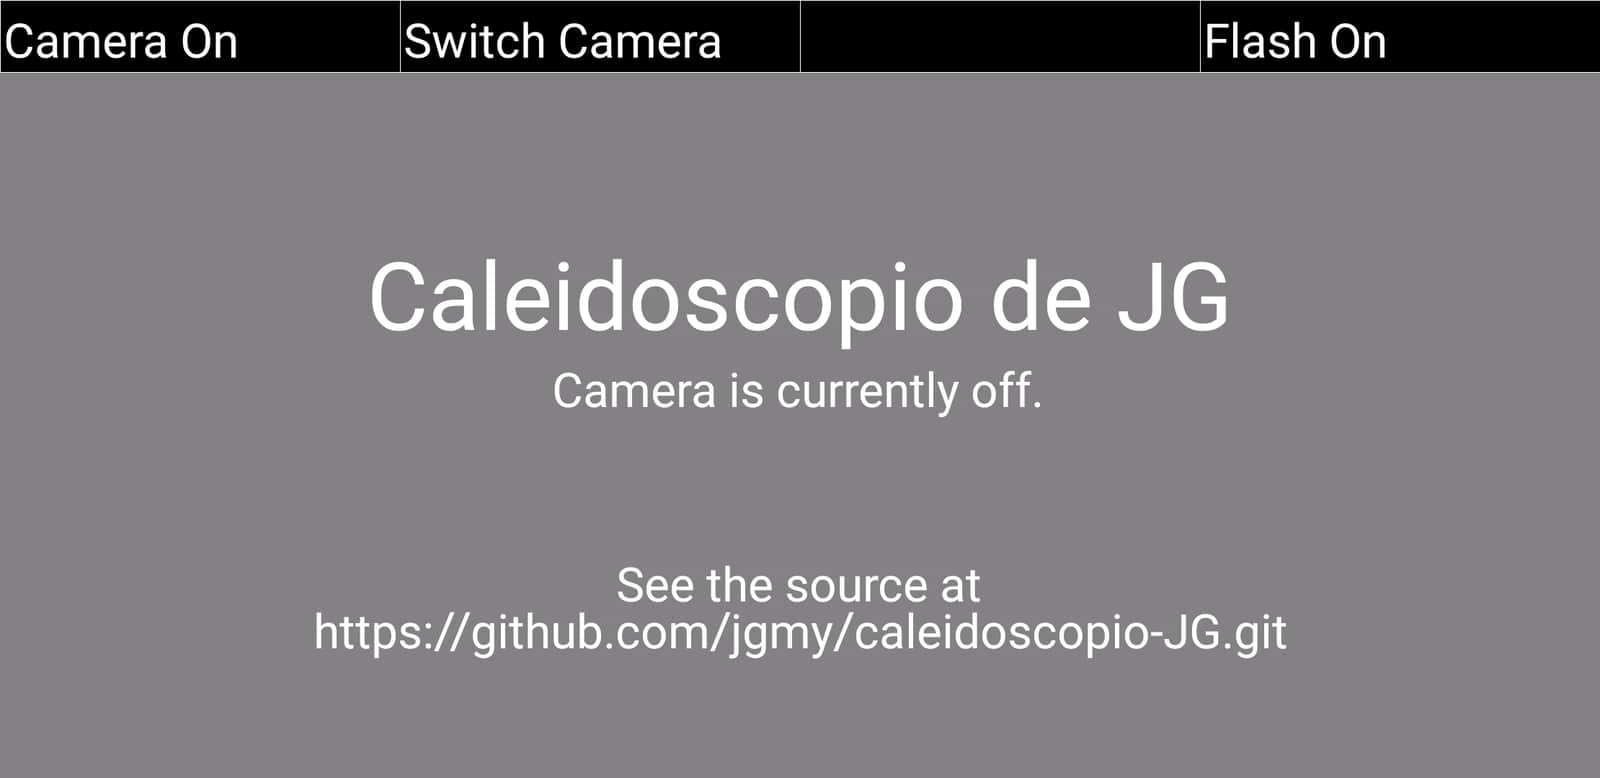 Camera On
Switch Camera
Flash On
Caleidoscopio de JG
Camera is currently off.
See the source at
https://github.com/jgmy/caleidoscopio-JG.git